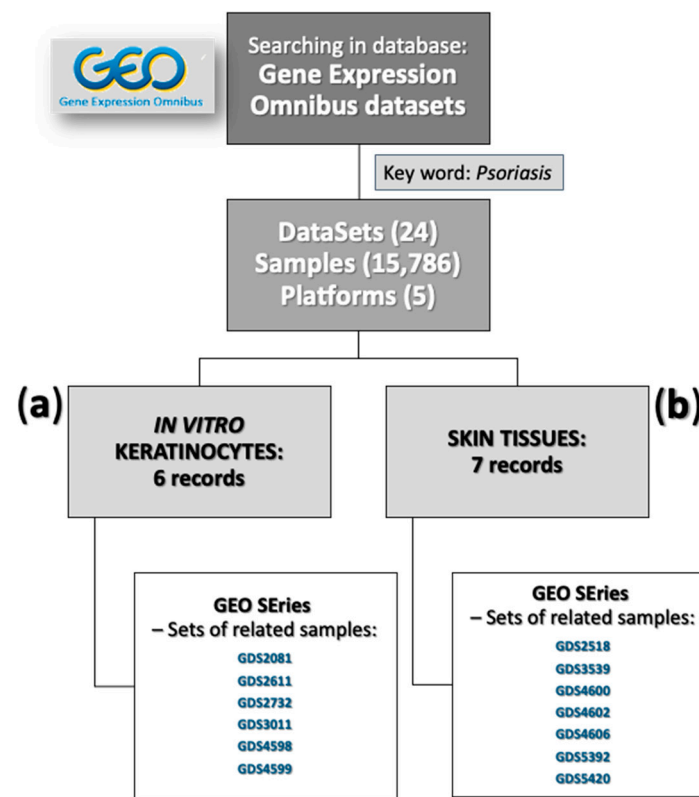 GEO
Gene Expression Omnibus
Searching in database:
Gene Expression
Omnibus datasets
Key word: Psoriasis
DataSets (24)
Samples (15,786)
Platforms (5)
(a)
IN VITRO
KERATINOCYTES:
6 records
(b)
SKIN TISSUES:
7 records
GEO SEries
– Sets of related samples:
GDS2081
GDS2611
GDS2732
GDS3011
GDS4598
GDS4599
GEO SEries
– Sets of related samples:
GDS2518
GDS3539
GDS4600
GDS4602
GDS4606
GDS5392
GDS5420